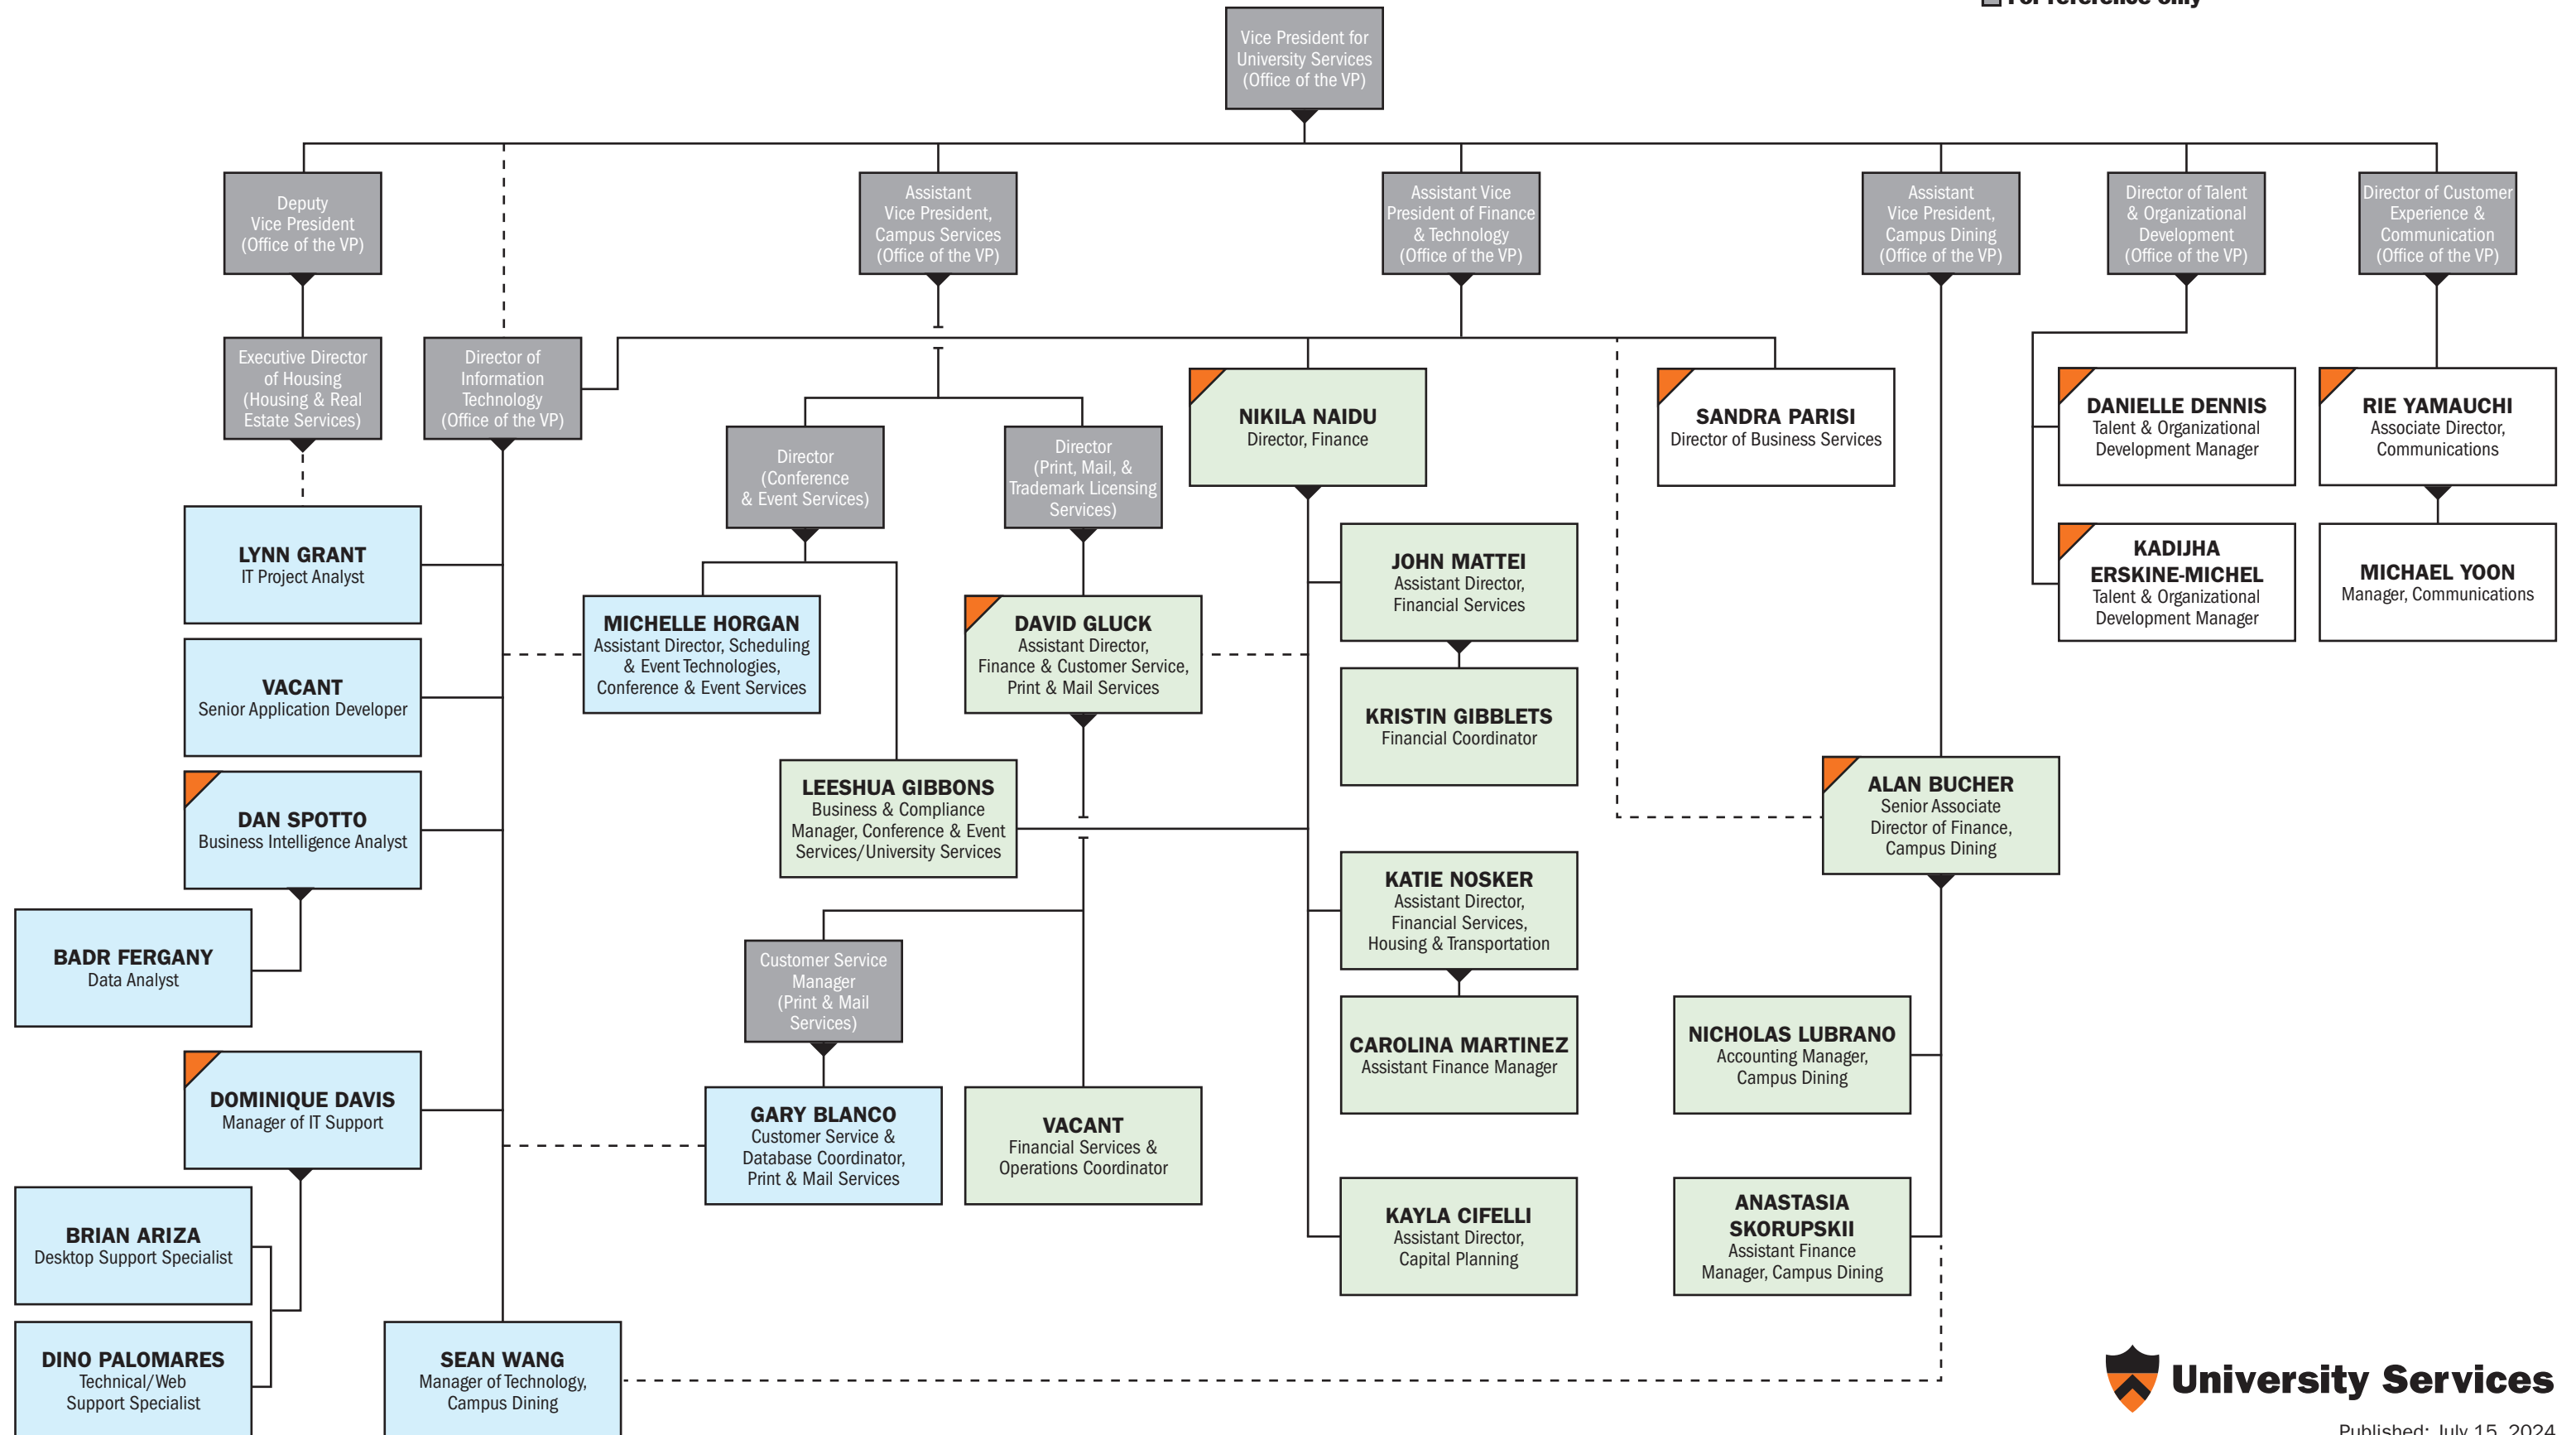 For reference only
Vice President for
University Services
(Office of the VP)
Deputy
Vice President
(Office of the VP)
Assistant
Vice President,
Campus Services
(Office of the VP)
Assistant Vice
President of Finance
& Technology
(Office of the VP)
Assistant
Vice President,
Campus Dining
(Office of the VP)
Director of Talent
& Organizational
Development
(Office of the VP)
Director of Customer
Experience &
Communication
(Office of the VP)
Executive Director
of Housing
(Housing & Real
Estate Services)
Director of
Information
Technology
(Office of the VP)
Director
(Conference
& Event Services)
Director
(Print, Mail, &
Trademark Licensing
Services)
NIKILA NAIDU
Director, Finance
SANDRA PARISI
Director of Business Services
DANIELLE DENNIS
Talent & Organizational
Development Manager
RIE YAMAUCHI
Associate Director,
Communications
LYNN GRANT
IT Project Analyst
JOHN MATTEI
Assistant Director,
Financial Services
KADIJHA
ERSKINE-MICHEL
Talent & Organizational
Development Manager
MICHAEL YOON
Manager, Communications
MICHELLE HORGAN
Assistant Director, Scheduling
& Event Technologies,
Conference & Event Services
DAVID GLUCK
Assistant Director,
Finance & Customer Service,
Print & Mail Services
VACANT
Senior Application Developer
KRISTIN GIBBLETS
Financial Coordinator
DAN SPOTTO
Business Intelligence Analyst
LEESHUA GIBBONS
Business & Compliance
Manager, Conference & Event
Services/University Services
ALAN BUCHER
Senior Associate
Director of Finance,
Campus Dining
KATIE NOSKER
Assistant Director,
Financial Services,
Housing & Transportation
BADR FERGANY
Data Analyst
Customer Service
Manager
(Print & Mail
Services)
CAROLINA MARTINEZ
Assistant Finance Manager
NICHOLAS LUBRANO
Accounting Manager,
Campus Dining
DOMINIQUE DAVIS
Manager of IT Support
GARY BLANCO
Customer Service &
Database Coordinator,
Print & Mail Services
VACANT
Financial Services &
Operations Coordinator
KAYLA CIFELLI
Assistant Director,
Capital Planning
ANASTASIA
SKORUPSKII
Assistant Finance
Manager, Campus Dining
BRIAN ARIZA
Desktop Support Specialist
DINO PALOMARES
Technical/Web
Support Specialist
SEAN WANG
Manager of Technology,
Campus Dining
University Services
Published: July 15, 2024